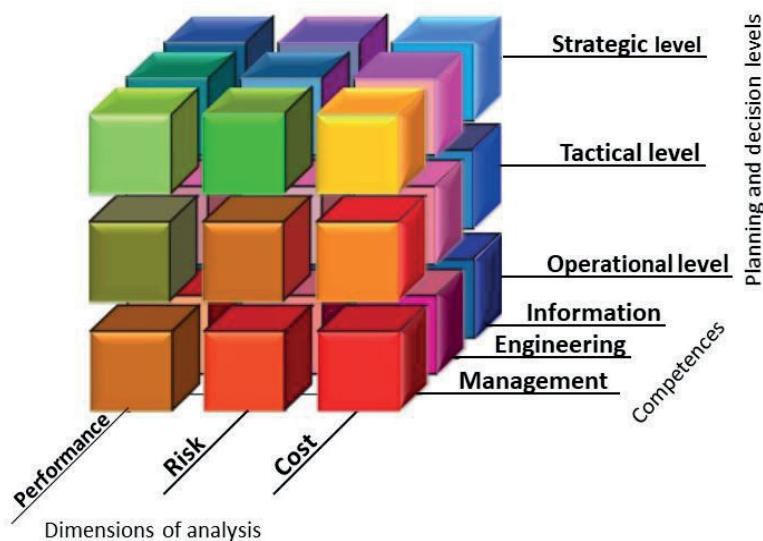 Strategic level
Tactical level
Operational level
Planning and decision levels
Information
Engineering
Management
Competences
Performance
Risk
Cost
Dimensions of analysis